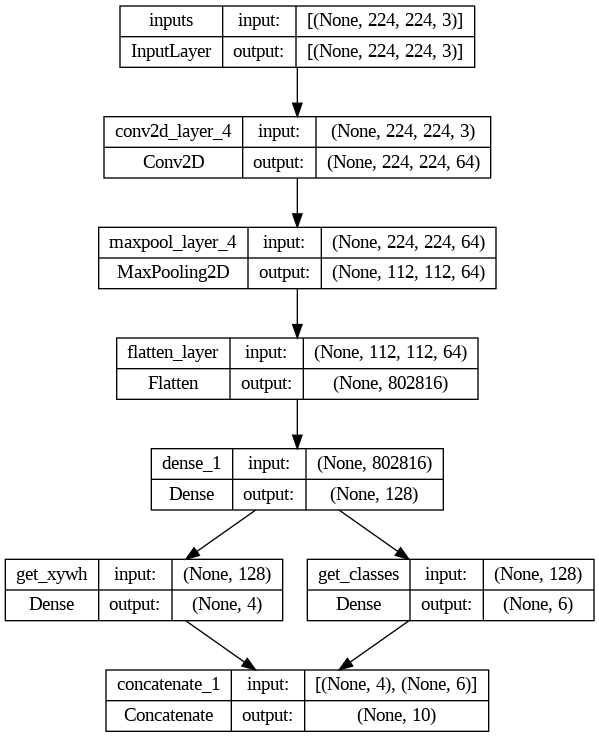 inputs input: [(None, 224, 224, 3)]
InputLayer output: [(None, 224, 224, 3)]
conv2d_layer_4 input: (None, 224, 224, 3)
Conv2D output: (None, 224, 224, 64)
maxpool_layer_4 input: (None, 224, 224, 64)
MaxPooling2D output: (None, 112, 112, 64)
flatten_layer input: (None, 112, 112, 64)
Flatten output: (None, 802816)
dense_1 input: (None, 802816)
Dense output: (None, 128)
get_xywh input: (None, 128)
Dense output: (None, 4)
get_classes input: (None, 128)
Dense output: (None, 6)
concatenate_1 input: [(None, 4), (None, 6)]
Concatenate output: (None, 10)